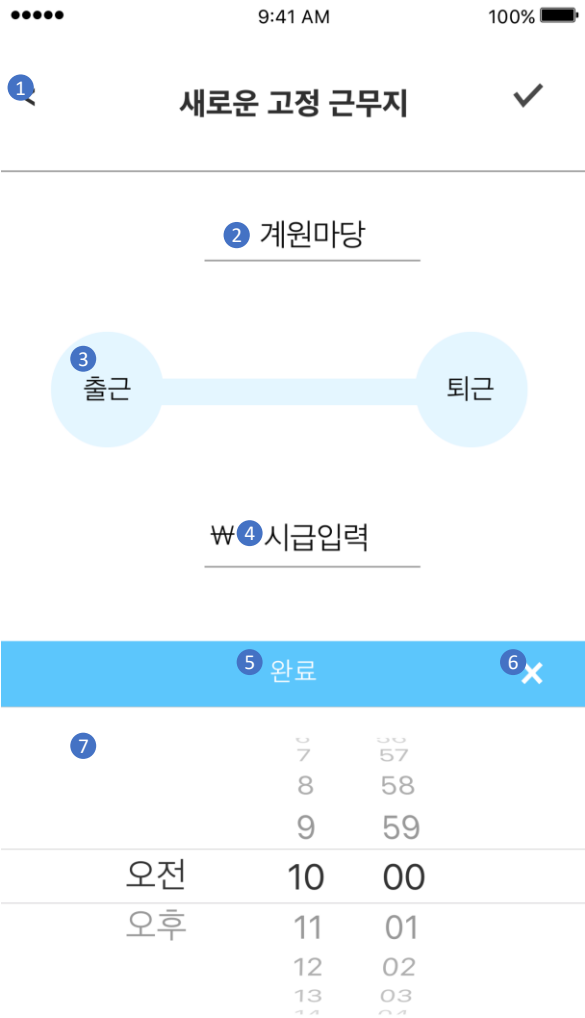 9:41 AM 100%
1
새로운 고정 근무지
2 계원마당
3
출근 퇴근
₩ 4 시급입력
5 완료 6
7
7 57
8 58
9 59
오전 10 00
오후 11 01
12 02
13 03